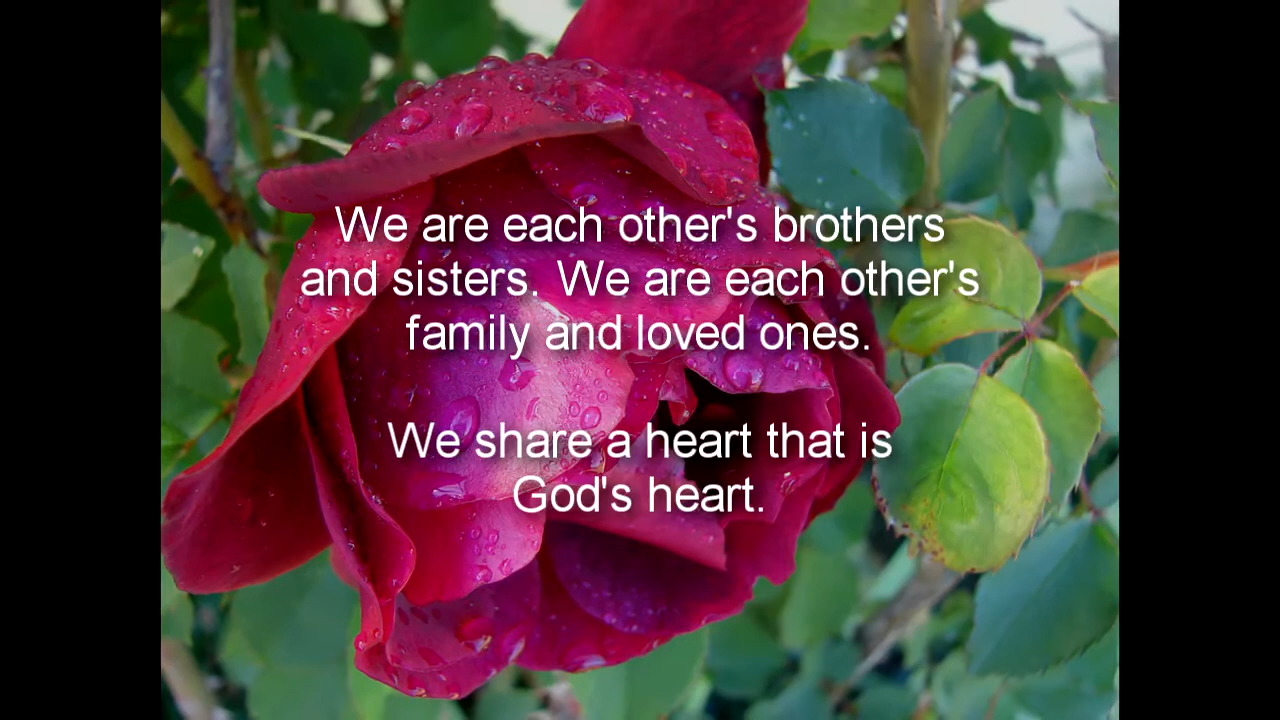 We are each other's brothers
and sisters. We are each other's
family and loved ones.
We share a heart that is
God's heart.